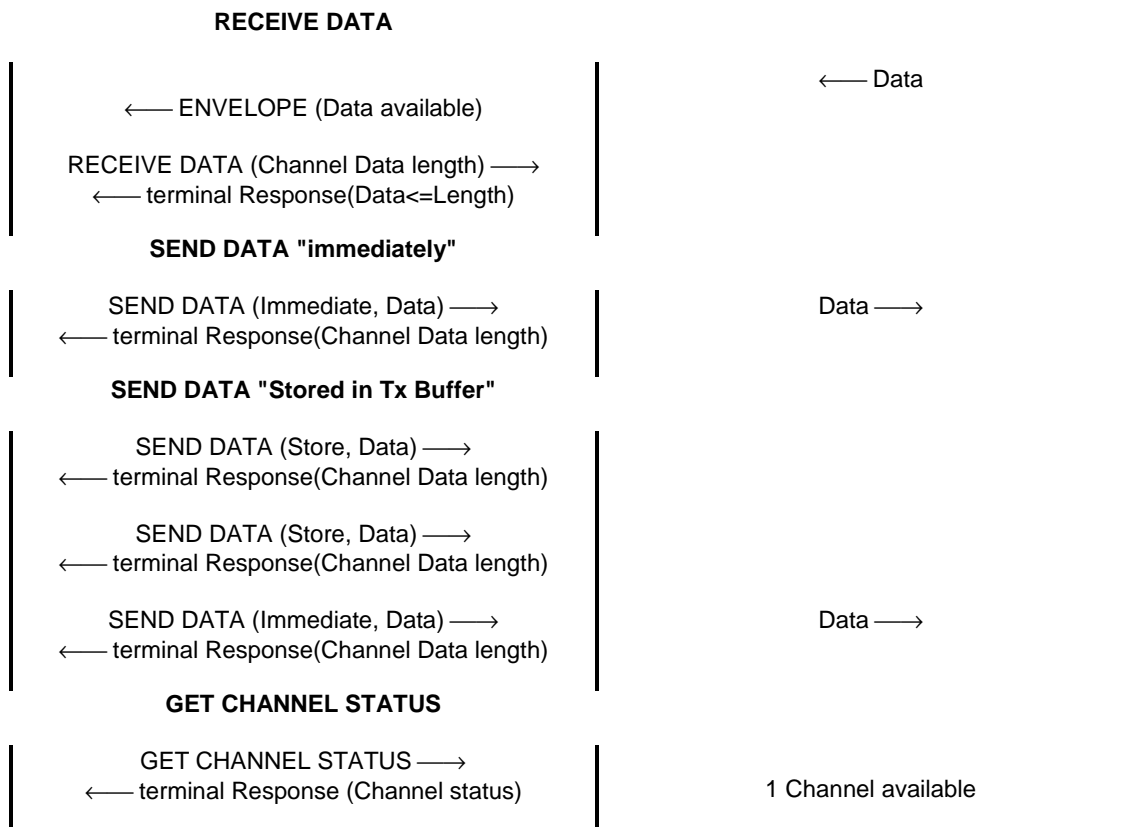 RECEIVE DATA
←── Data
←── ENVELOPE (Data available)
RECEIVE DATA (Channel Data length) ──→
←── terminal Response(Data<=Length)
SEND DATA "immediately"
SEND DATA (Immediate, Data) ──→ Data ──→
←── terminal Response(Channel Data length)
SEND DATA "Stored in Tx Buffer"
SEND DATA (Store, Data) ──→
←── terminal Response(Channel Data length)
SEND DATA (Store, Data) ──→
←── terminal Response(Channel Data length)
SEND DATA (Immediate, Data) ──→ Data ──→
←── terminal Response(Channel Data length)
GET CHANNEL STATUS
GET CHANNEL STATUS ──→
←── terminal Response (Channel status) 1 Channel available